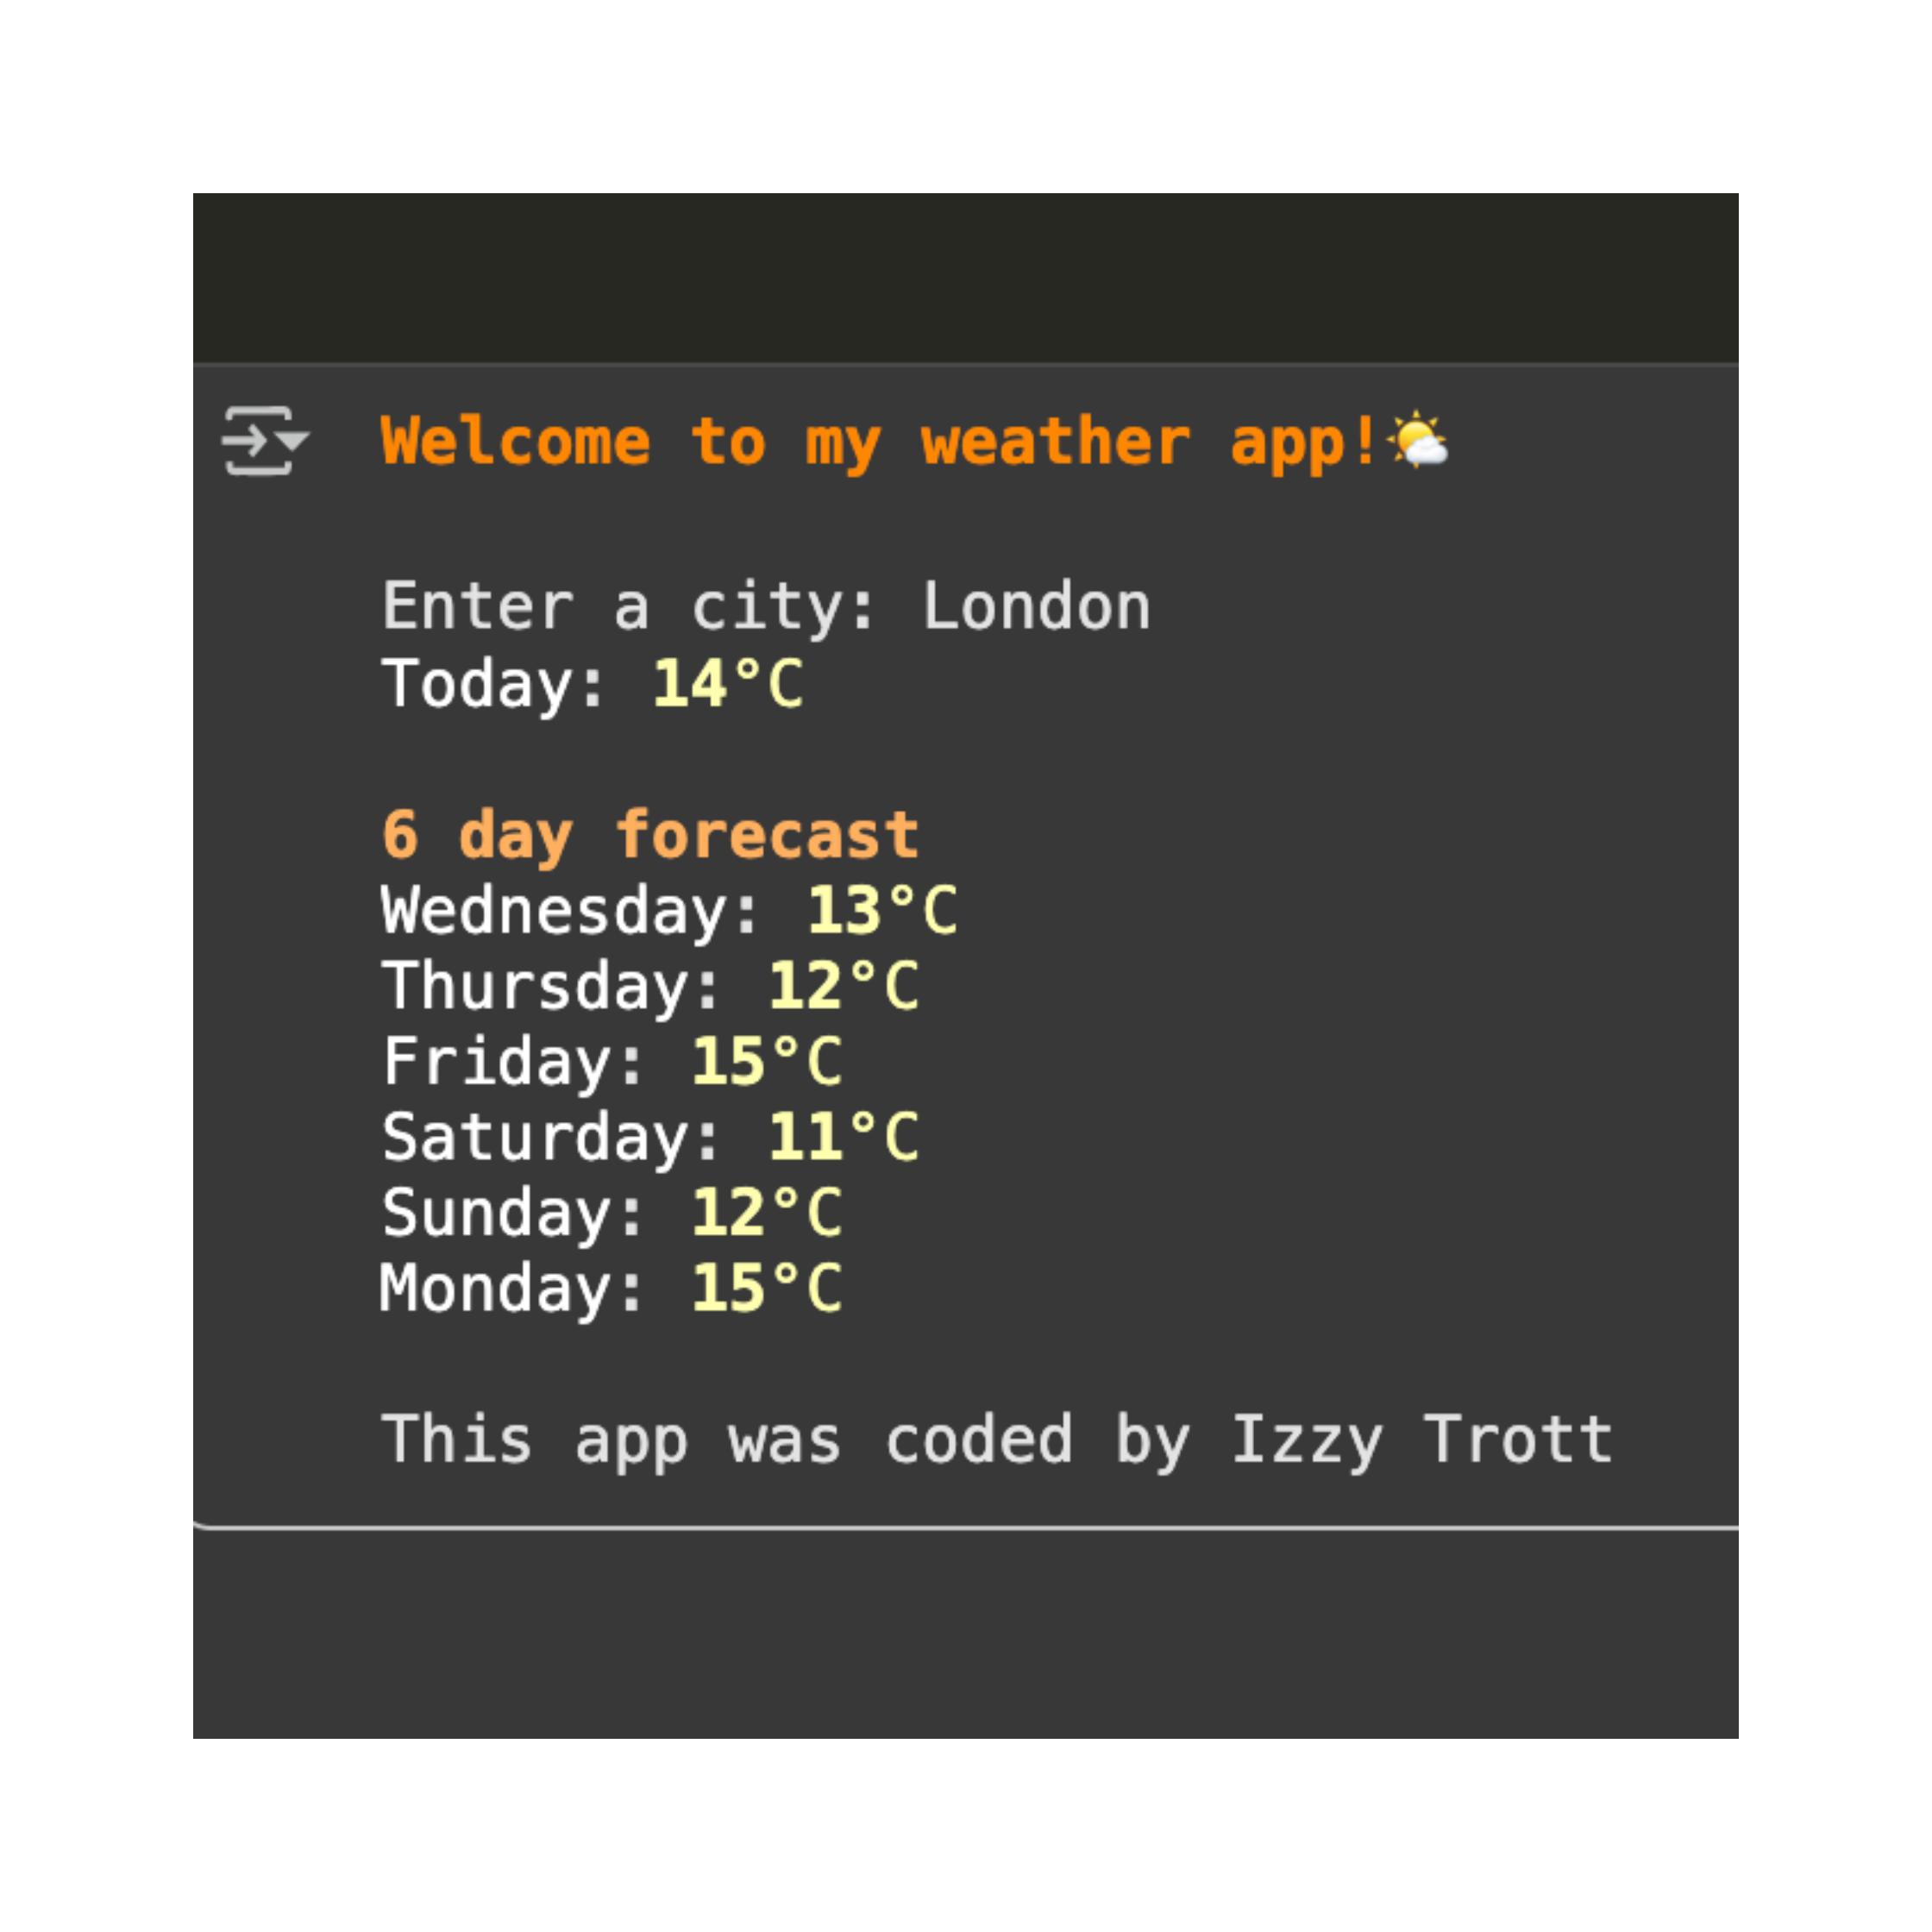 Welcome to my weather app!🌤️
Enter a city: London
Today: 14°C
6 day forecast
Wednesday: 13°C
Thursday: 12°C
Friday: 15°C
Saturday: 11°C
Sunday: 12°C
Monday: 15°C
This app was coded by Izzy Trott